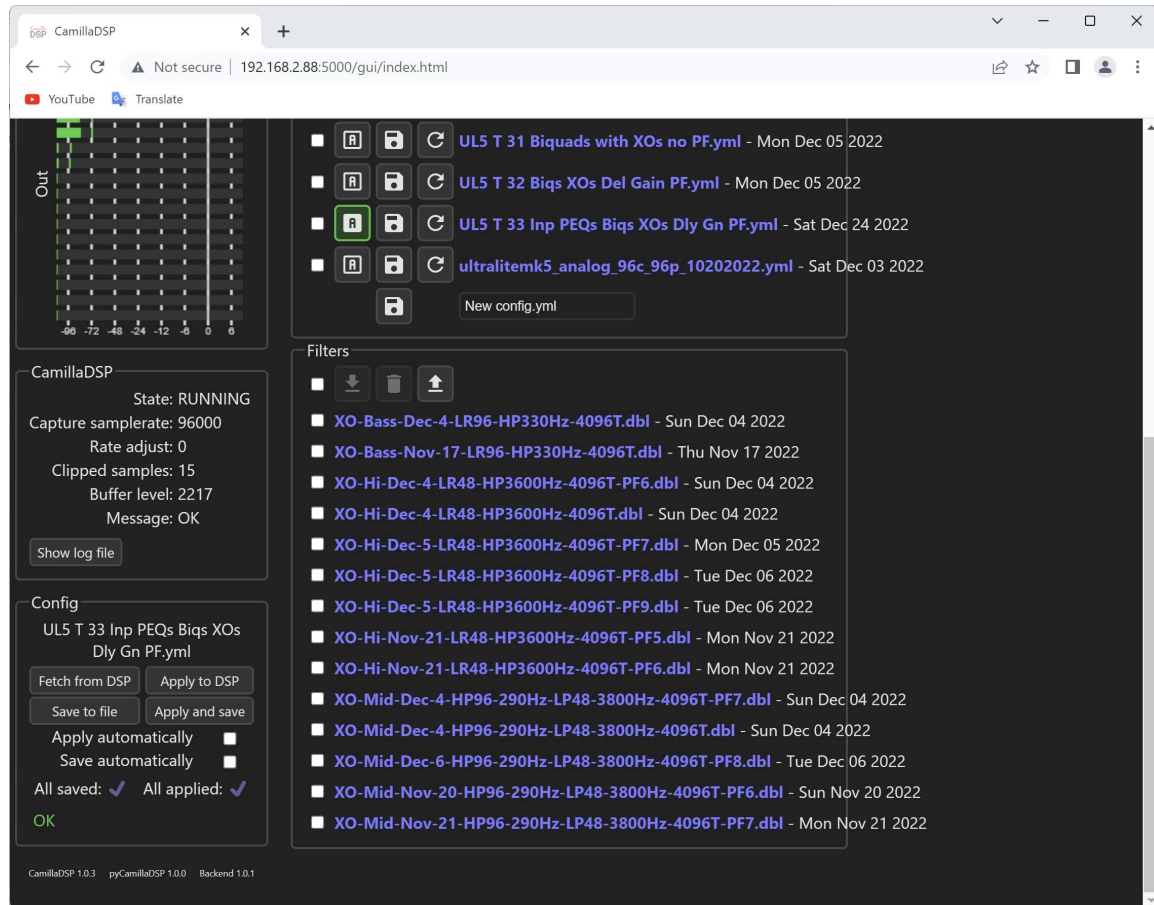 CamillaDSP
Not secure | 192.168.2.88:5000/gui/index.html
YouTube Translate
Out
-96 -72 -48 -24 -12 -6 0 6
UL5 T 31 Biquads with XOs no PF.yml - Mon Dec 05 2022
UL5 T 32 Biqs XOs Del Gain PF.yml - Mon Dec 05 2022
UL5 T 33 Inp PEQs Biqs XOs Dly Gn PF.yml - Sat Dec 24 2022
ultralitemk5_analog_96c_96p_10202022.yml - Sat Dec 03 2022
New config.yml
CamillaDSP
State: RUNNING
Capture samplerate: 96000
Rate adjust: 0
Clipped samples: 15
Buffer level: 2217
Message: OK
Show log file
Config
UL5 T 33 Inp PEQs Biqs XOs
Dly Gn PF.yml
Fetch from DSP Apply to DSP
Save to file Apply and save
Apply automatically
Save automatically
All saved: All applied:
OK
Filters
XO-Bass-Dec-4-LR96-HP330Hz-4096T.dbl - Sun Dec 04 2022
XO-Bass-Nov-17-LR96-HP330Hz-4096T.dbl - Thu Nov 17 2022
XO-Hi-Dec-4-LR48-HP3600Hz-4096T-PF6.dbl - Sun Dec 04 2022
XO-Hi-Dec-4-LR48-HP3600Hz-4096T.dbl - Sun Dec 04 2022
XO-Hi-Dec-5-LR48-HP3600Hz-4096T-PF7.dbl - Mon Dec 05 2022
XO-Hi-Dec-5-LR48-HP3600Hz-4096T-PF8.dbl - Tue Dec 06 2022
XO-Hi-Dec-5-LR48-HP3600Hz-4096T-PF9.dbl - Tue Dec 06 2022
XO-Hi-Nov-21-LR48-HP3600Hz-4096T-PF5.dbl - Mon Nov 21 2022
XO-Hi-Nov-21-LR48-HP3600Hz-4096T-PF6.dbl - Mon Nov 21 2022
XO-Mid-Dec-4-HP96-290Hz-LP48-3800Hz-4096T-PF7.dbl - Sun Dec 04 2022
XO-Mid-Dec-4-HP96-290Hz-LP48-3800Hz-4096T.dbl - Sun Dec 04 2022
XO-Mid-Dec-6-HP96-290Hz-LP48-3800Hz-4096T-PF8.dbl - Tue Dec 06 2022
XO-Mid-Nov-20-HP96-290Hz-LP48-3800Hz-4096T-PF6.dbl - Sun Nov 20 2022
XO-Mid-Nov-21-HP96-290Hz-LP48-3800Hz-4096T-PF7.dbl - Mon Nov 21 2022
CamillaDSP 1.0.3 pyCamillaDSP 1.0.0 Backend 1.0.1